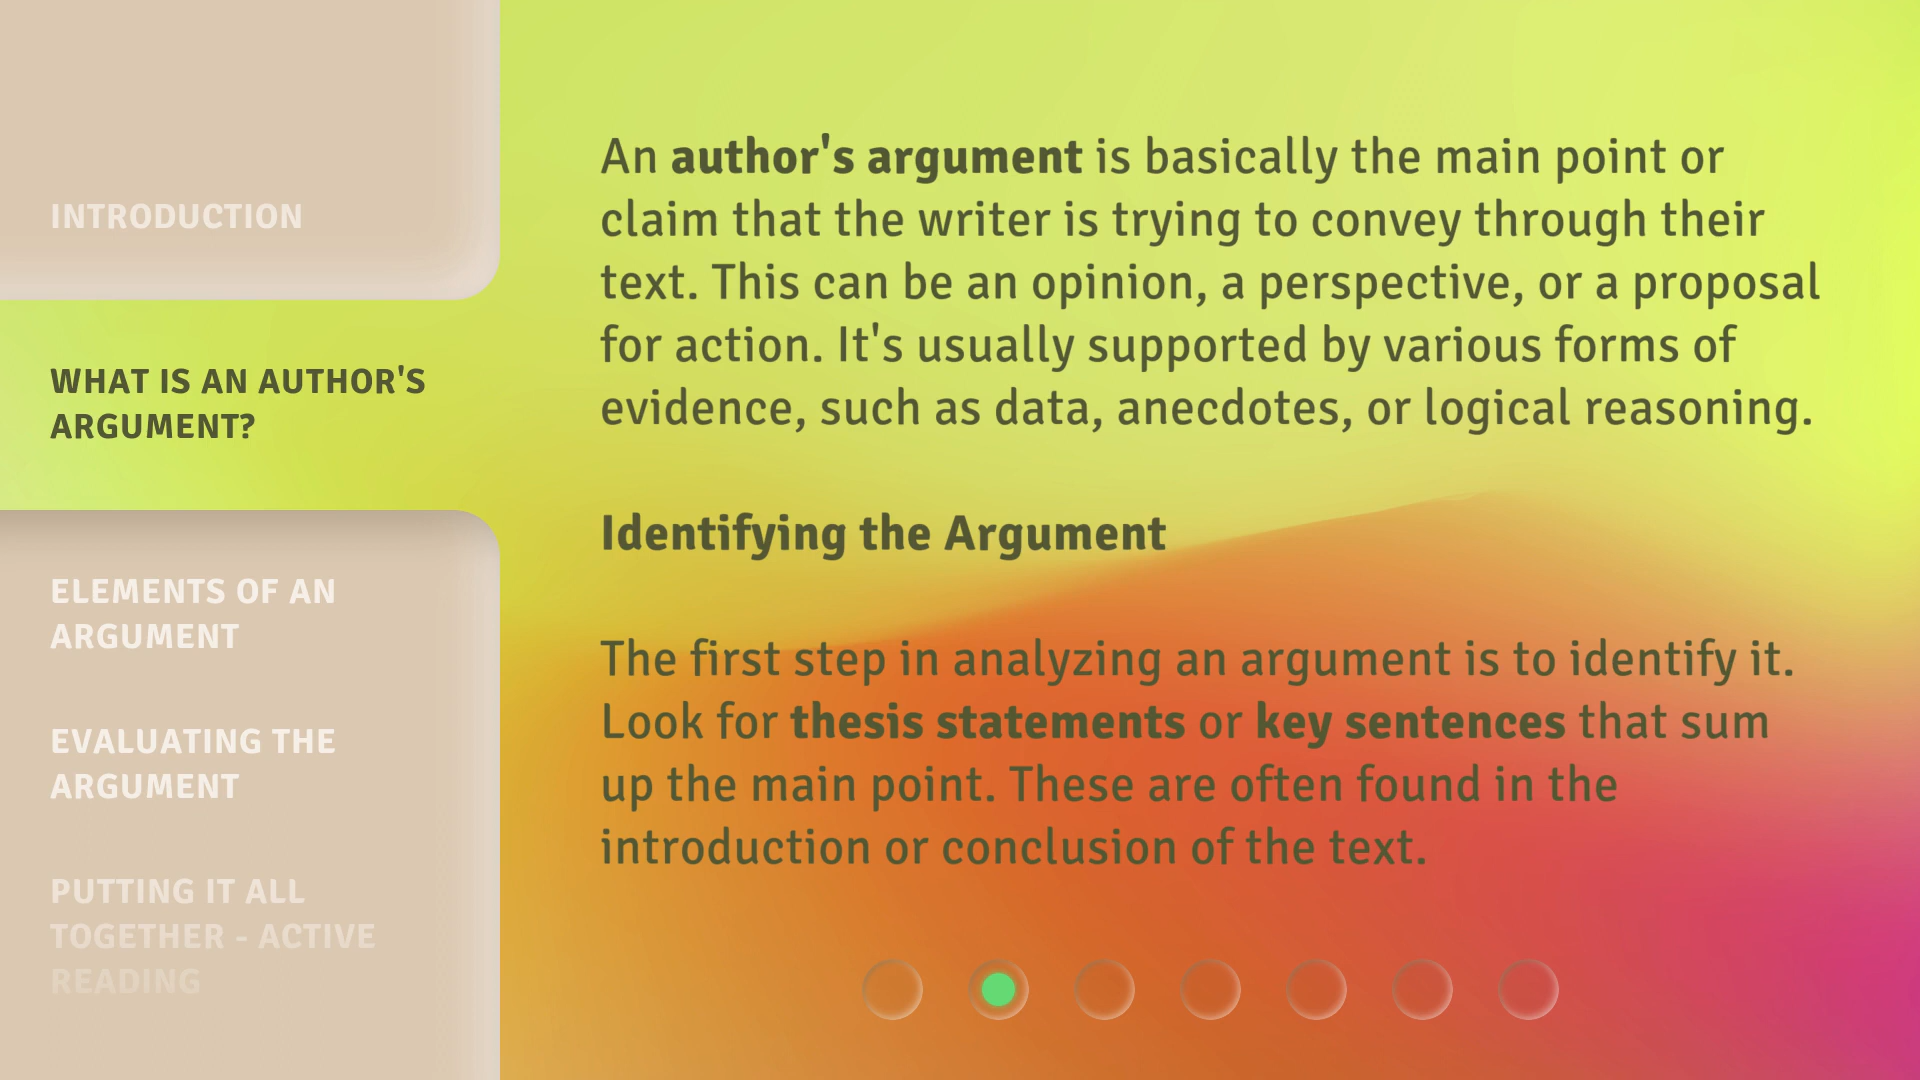 INTRODUCTION
WHAT IS AN AUTHOR'S
ARGUMENT?
ELEMENTS OF AN
ARGUMENT
EVALUATING THE
ARGUMENT
PUTTING IT ALL
TOGETHER - ACTIVE
READING
An author's argument is basically the main point or
claim that the writer is trying to convey through their
text. This can be an opinion, a perspective, or a proposal
for action. It's usually supported by various forms of
evidence, such as data, anecdotes, or logical reasoning.
Identifying the Argument
The first step in analyzing an argument is to identify it.
Look for thesis statements or key sentences that sum
up the main point. These are often found in the
introduction or conclusion of the text.